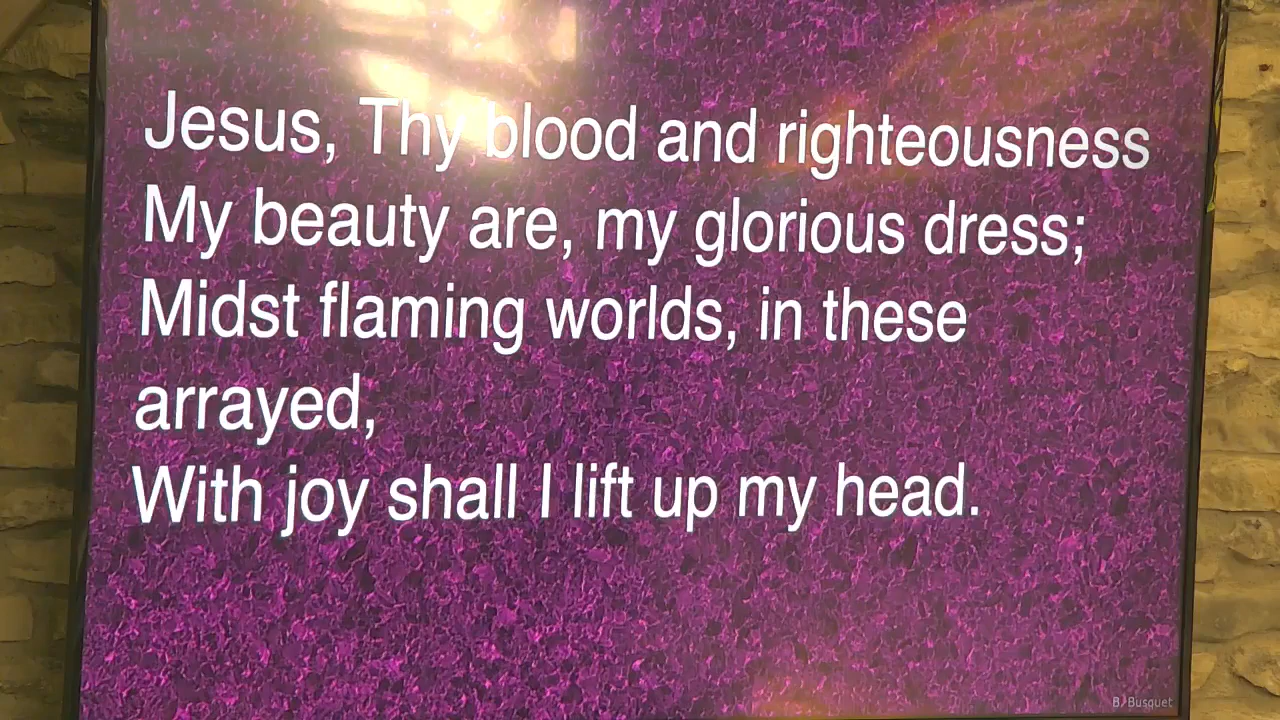 Jesus, Thy blood and righteousness
My beauty are, my glorious dress;
Midst flaming worlds, in these
arrayed,
With joy shall I lift up my head.
B. Busquet